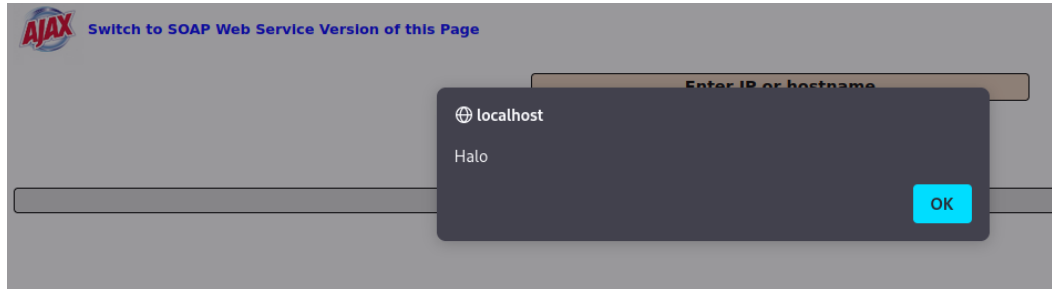 AJAX
Switch to SOAP Web Service Version of this Page
Enter IP or hostname
localhost
Halo
OK